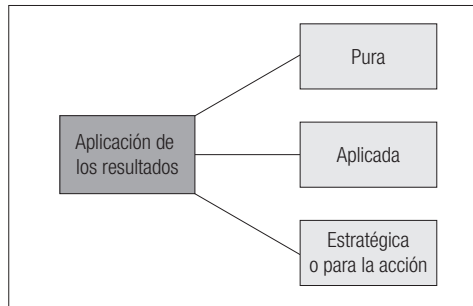 Aplicación de
los resultados
Pura
Aplicada
Estratégica
o para la acción